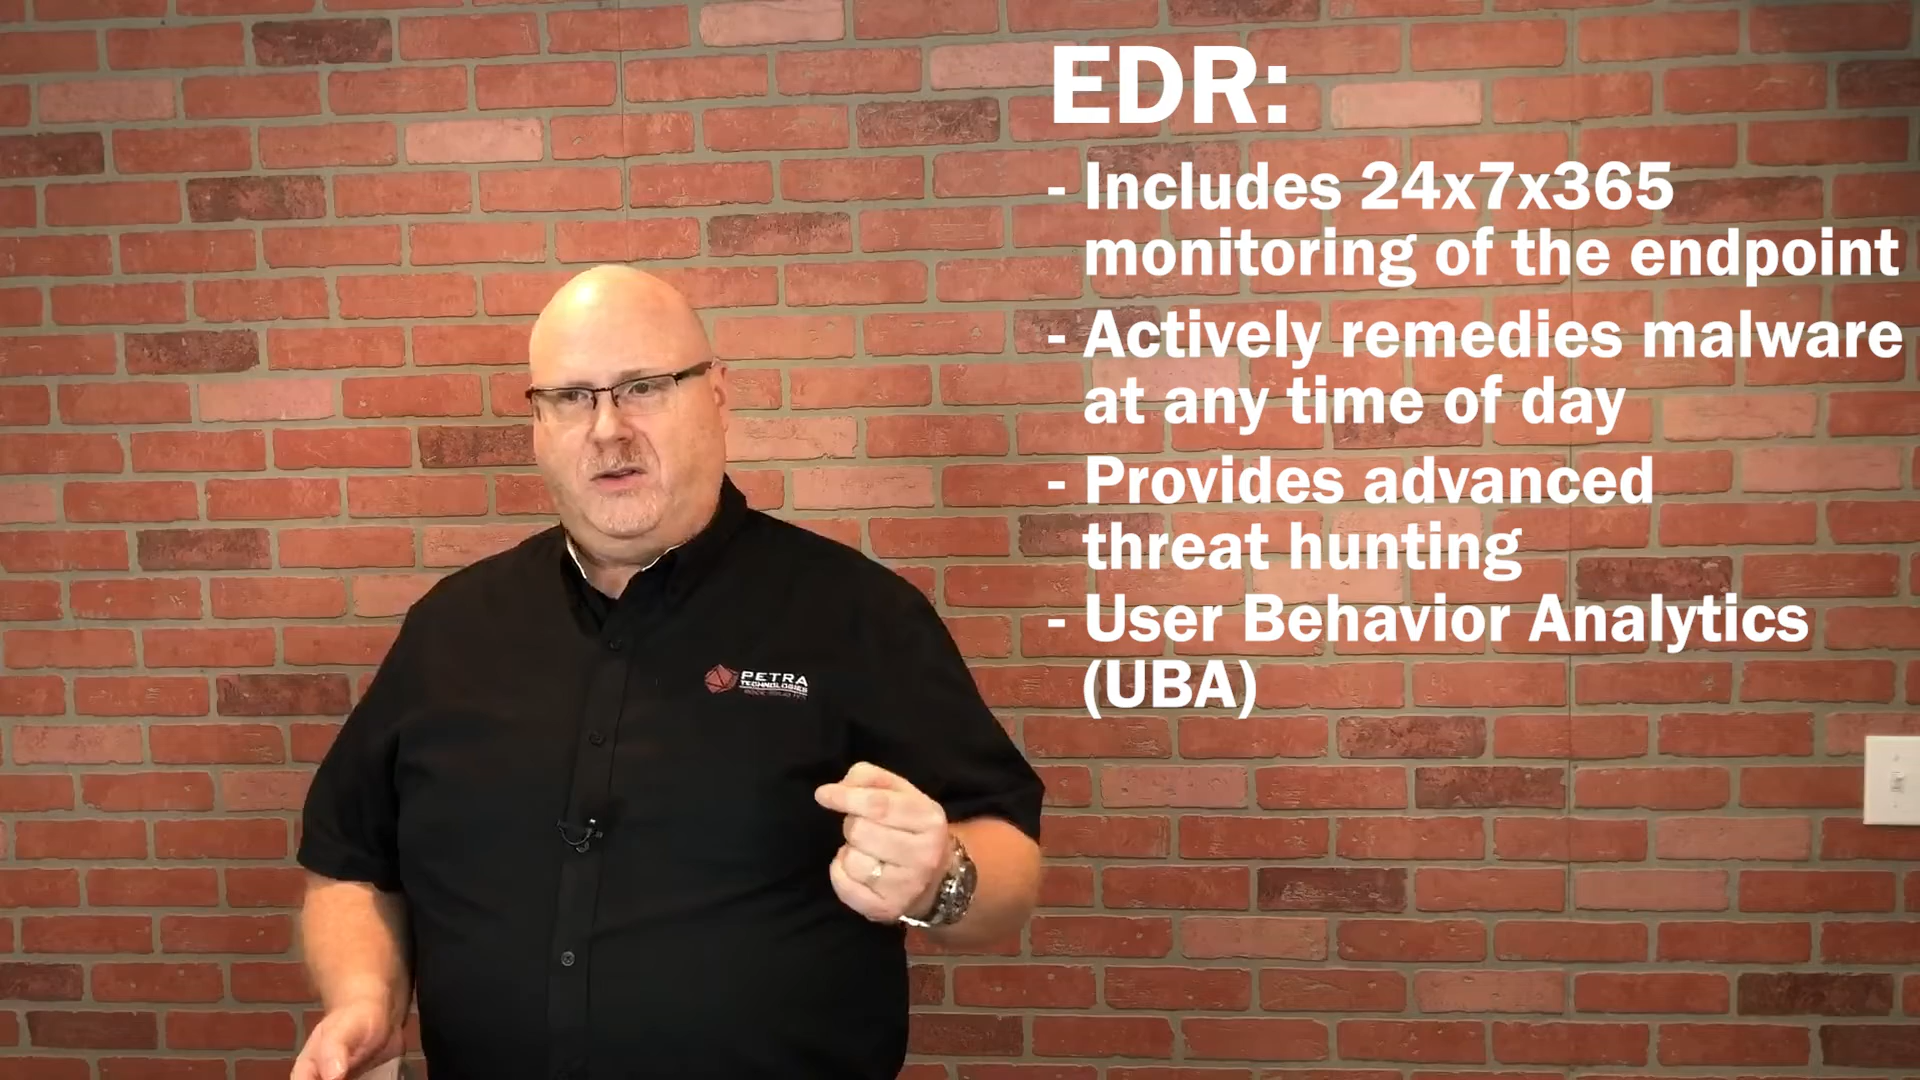 EDR:
- Includes 24x7x365
monitoring of the endpoint
- Actively remedies malware
at any time of day
- Provides advanced
threat hunting
- User Behavior Analytics
(UBA)
PETRA
TECHNOLOGIES